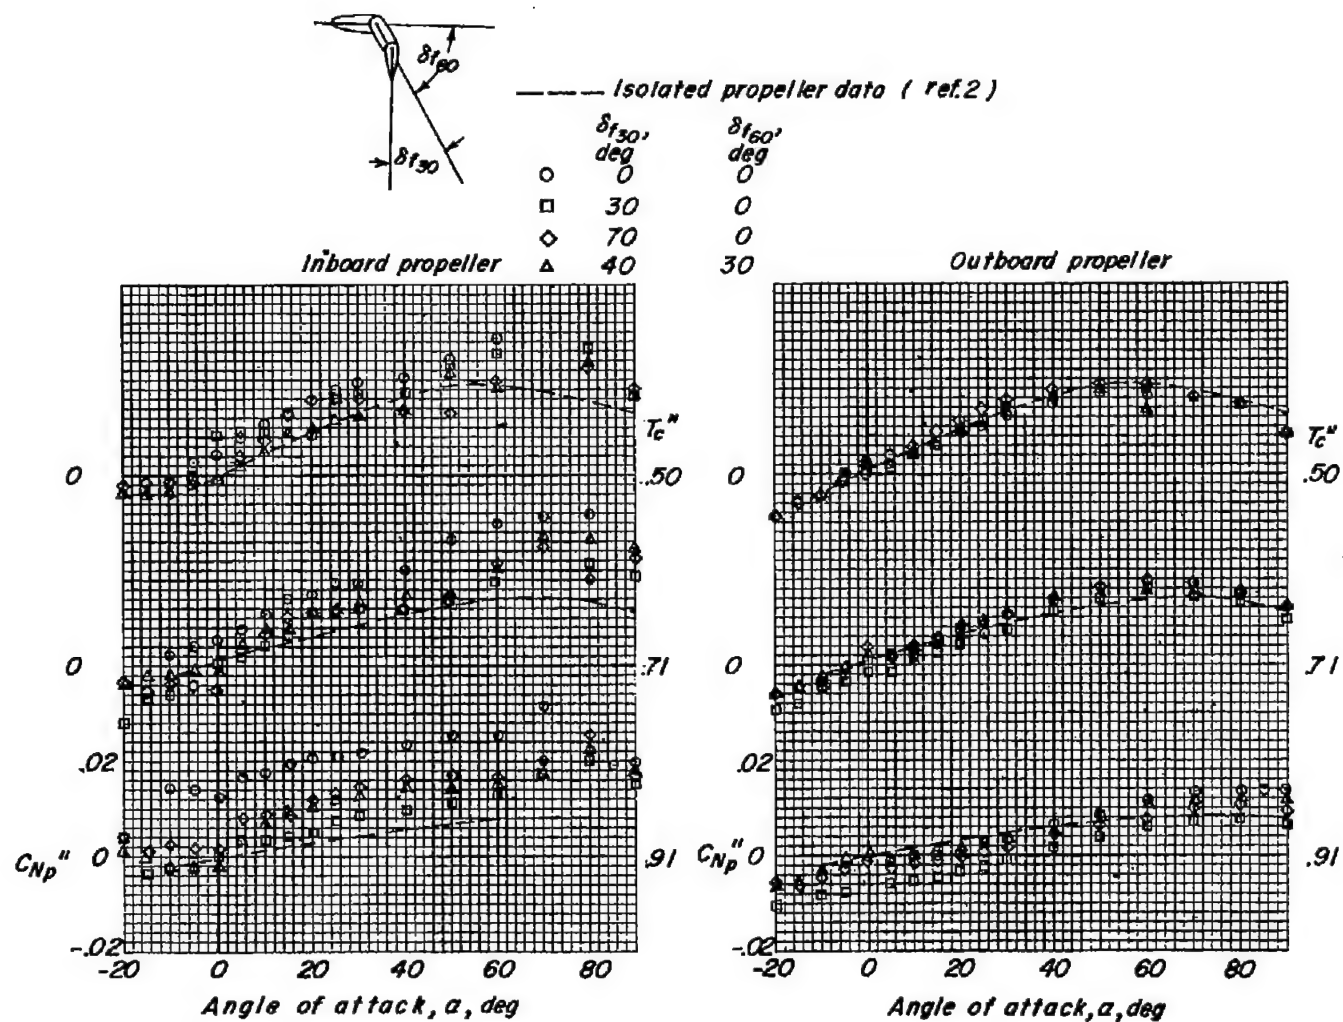 δf60
δf30
Isolated propeller data ( ref. 2 )
δf30, deg δf60, deg
○ 0 0
□ 30 0
◇ 70 0
△ 40 30
Inboard propeller
Tc"
0 .50
0 .71
.02
CNp" 0 .91
-.02
-20 0 20 40 60 80
Angle of attack, α, deg
Outboard propeller
Tc"
0 .50
0 .71
.02
CNp" 0 .91
-.02
-20 0 20 40 60 80
Angle of attack, α, deg